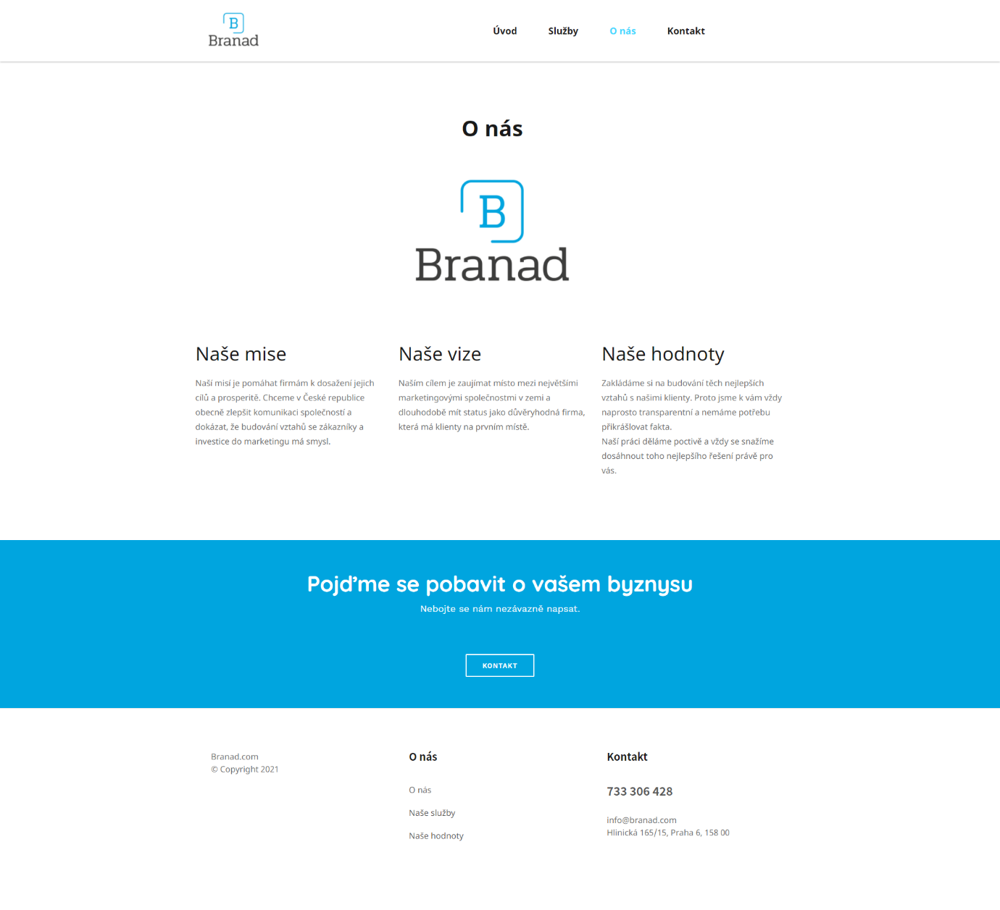 B
Branad
Úvod
Služby
O nás
Kontakt
O nás
B
Branad
Naše mise
Naší misí je pomáhat firmám k dosažení jejich
cílů a prosperitě. Chceme v České republice
obecně zlepšit komunikaci společností a
dokázat, že budování vztahů se zákazníky a
investice do marketingu má smysl.
Naše vize
Naším cílem je zaujímat místo mezi největšími
marketingovými společnostmi v zemi a
dlouhodobě mít status jako důvěryhodná firma,
která má klienty na prvním místě.
Naše hodnoty
Zakládáme si na budování těch nejlepších
vztahů s našimi klienty. Proto jsme k vám vždy
naprosto transparentní a nemáme potřebu
přikrášlovat fakta.
Naší práci děláme poctivě a vždy se snažíme
dosáhnout toho nejlepšího řešení právě pro
vás.
Pojďme se pobavit o vašem byznysu
Nebojte se nám nezávazně napsat.
KONTAKT
Branad.com
© Copyright 2021
O nás
O nás
Naše služby
Naše hodnoty
Kontakt
733 306 428
info@branad.com
Hlinická 165/15, Praha 6, 158 00